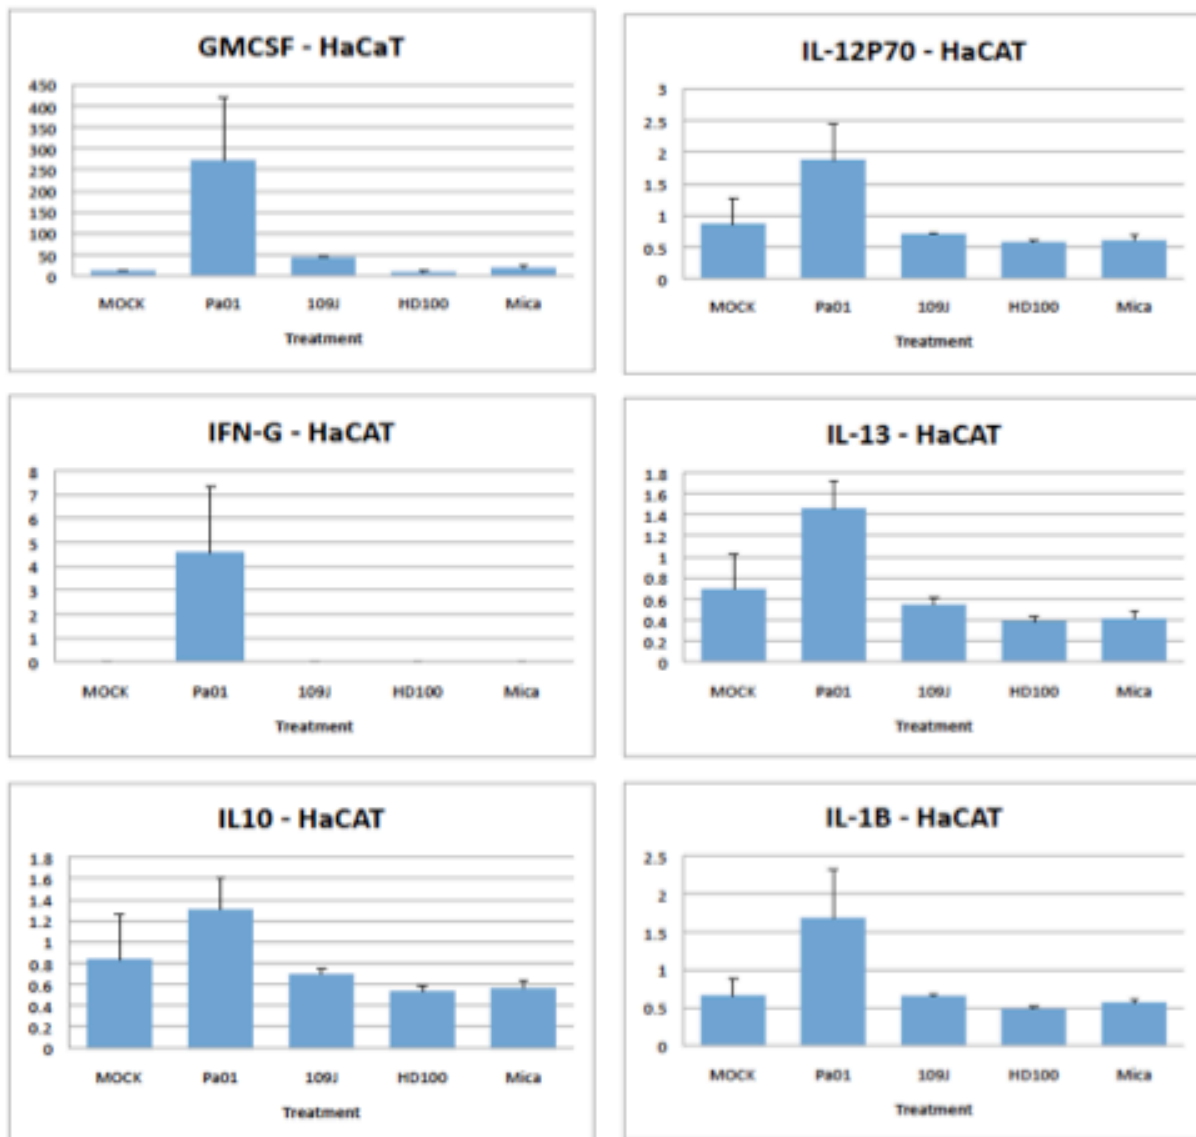 GMCSF - HaCaT
450
400
350
300
250
200
150
100
50
0
MOCK Pa01 109J HD100 Mica
Treatment
IL-12P70 - HaCAT
3
2.5
2
1.5
1
0.5
0
MOCK Pa01 109J HD100 Mica
Treatment
IFN-G - HaCAT
8
7
6
5
4
3
2
1
0
MOCK Pa01 109J HD100 Mica
Treatment
IL-13 - HaCAT
1.8
1.6
1.4
1.2
1
0.8
0.6
0.4
0.2
0
MOCK Pa01 109J HD100 Mica
Treatment
IL10 - HaCAT
1.8
1.6
1.4
1.2
1
0.8
0.6
0.4
0.2
0
MOCK Pa01 109J HD100 Mica
Treatment
IL-1B - HaCAT
2.5
2
1.5
1
0.5
0
MOCK Pa01 109J HD100 Mica
Treatment